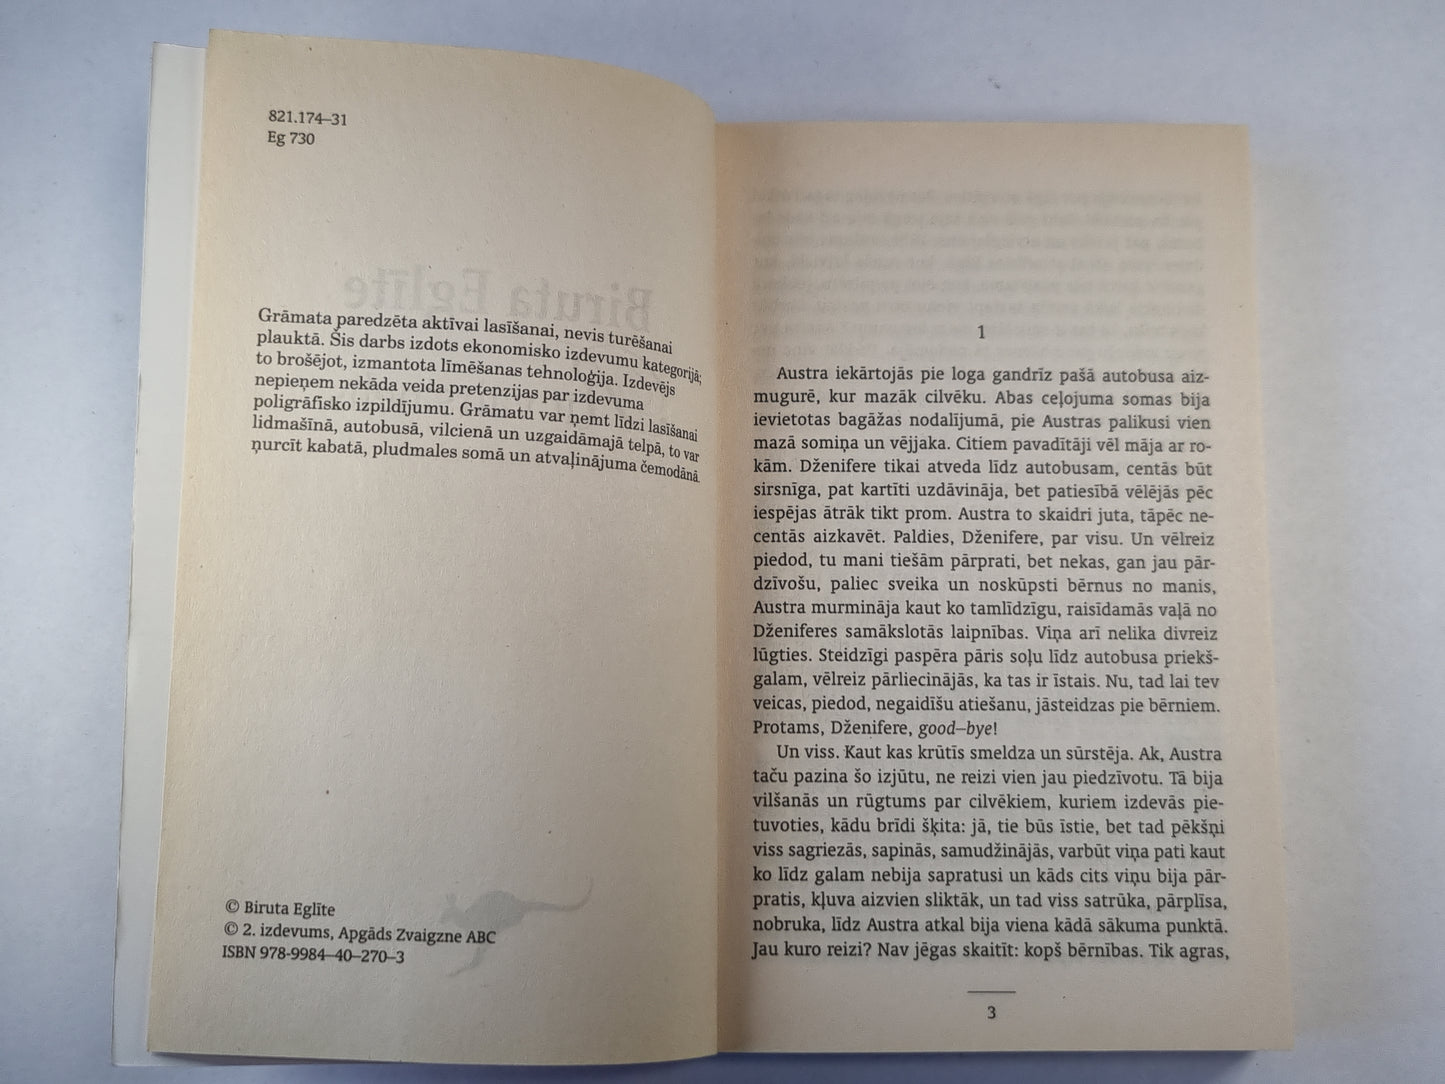 821.174–31
Eg 730
Biruta Eglīte
Grāmata paredzēta aktīvai lasīšanai, nevis turēšanai
plauktā. Šis darbs izdots ekonomisko izdevumu kategorijā;
to brošējot, izmantota līmēšanas tehnoloģija. Izdevējs
nepieņem nekāda veida pretenzijas par izdevuma
poligrāfisko izpildījumu. Grāmatu var ņemt līdzi lasīšanai
lidmašīnā, autobusā, vilcienā un uzgaidāmajā telpā, to var
ņurcīt kabatā, pludmales somā un atvaļinājuma čemodānā.
© Biruta Eglīte
© 2. izdevums, Apgāds Zvaigzne ABC
ISBN 978–9984–40–270–3
1
Austra iekārtojās pie loga gandrīz pašā autobusa aiz-
mugurē, kur mazāk cilvēku. Abas ceļojuma somas bija
ievietotas bagāžas nodalījumā, pie Austras palikusi vien
mazā somiņa un vējjaka. Citiem pavadītāji vēl māja ar ro-
kām. Dženifere tikai atveda līdz autobusam, centās būt
sirsnīga, pat kartīti uzdāvināja, bet patiesībā vēlējās pēc
iespējas ātrāk tikt prom. Austra to skaidri juta, tāpēc ne-
centās aizkavēt. Paldies, Dženifere, par visu. Un vēlreiz
piedod, tu mani tiešām pārprati, bet nekas, gan jau pār-
dzīvošu, paliec sveika un noskūpsti bērnus no manis,
Austra murmināja kaut ko tamlīdzīgu, raisīdamās vaļā no
Dženiferes samākslotās laipnības. Viņa arī nelika divreiz
lūgties. Steidzīgi paspēra pāris soļu līdz autobusa priekš-
galam, vēlreiz pārliecinājās, ka tas ir īstais. Nu, tad lai tev
veicas, piedod, negaidīšu atiešanu, jāsteidzas pie bērniem.
Protams, Dženifere, good–bye!
Un viss. Kaut kas krūtīs smeldza un sūrstēja. Ak, Austra
taču pazina šo izjūtu, ne reizi vien jau piedzīvotu. Tā bija
vilšanās un rūgtums par cilvēkiem, kuriem izdevās pie-
tuvoties, kādu brīdi šķita: jā, tie būs īstie, bet tad pēkšņi
viss sagriezās, sapinās, samudžinājās, varbūt viņa pati kaut
ko līdz galam nebija sapratusi un kāds cits viņu bija pār-
pratis, kļuva aizvien sliktāk, un tad viss satrūka, pārplīsa,
nobruka, līdz Austra atkal bija viena kādā sākuma punktā.
Jau kuro reizi? Nav jēgas skaitīt: kopš bērnības. Tik agras,
3